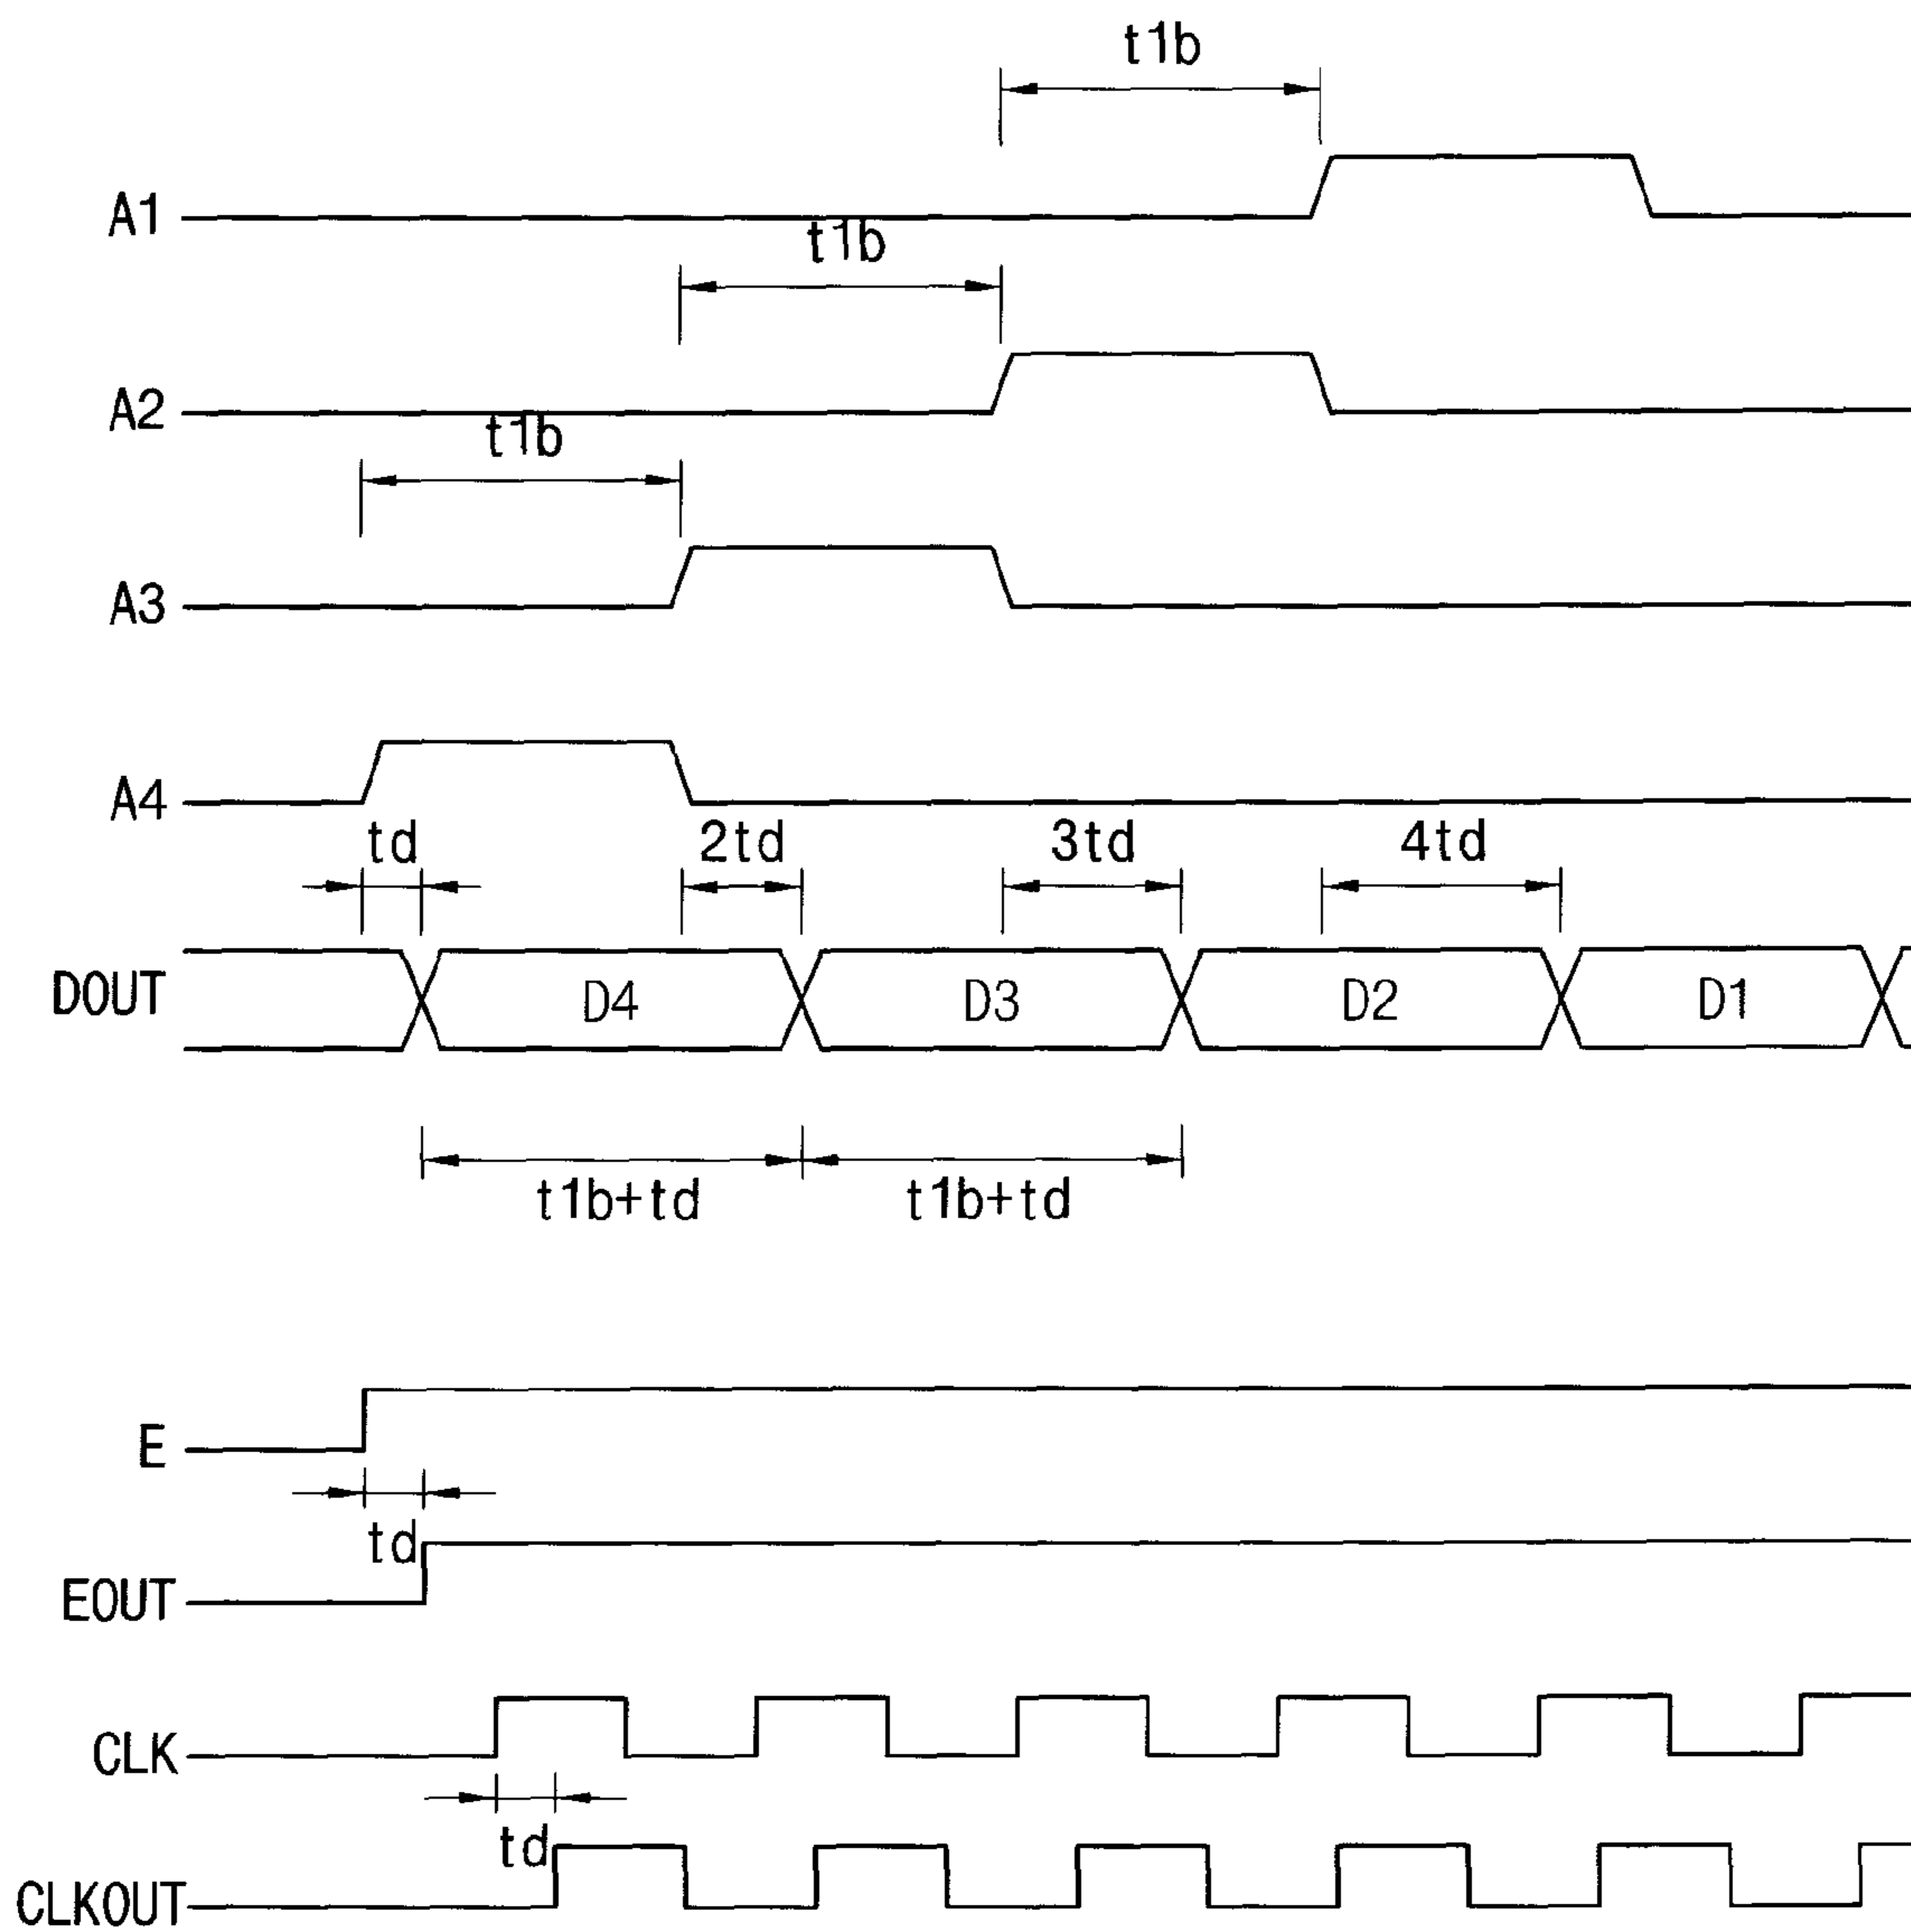 t1b
A1
t1b
A2
t1b
A3
A4
td 2td 3td 4td
DOUT D4 D3 D2 D1
t1b+td t1b+td
E
td
EOUT
CLK
td
CLKOUT